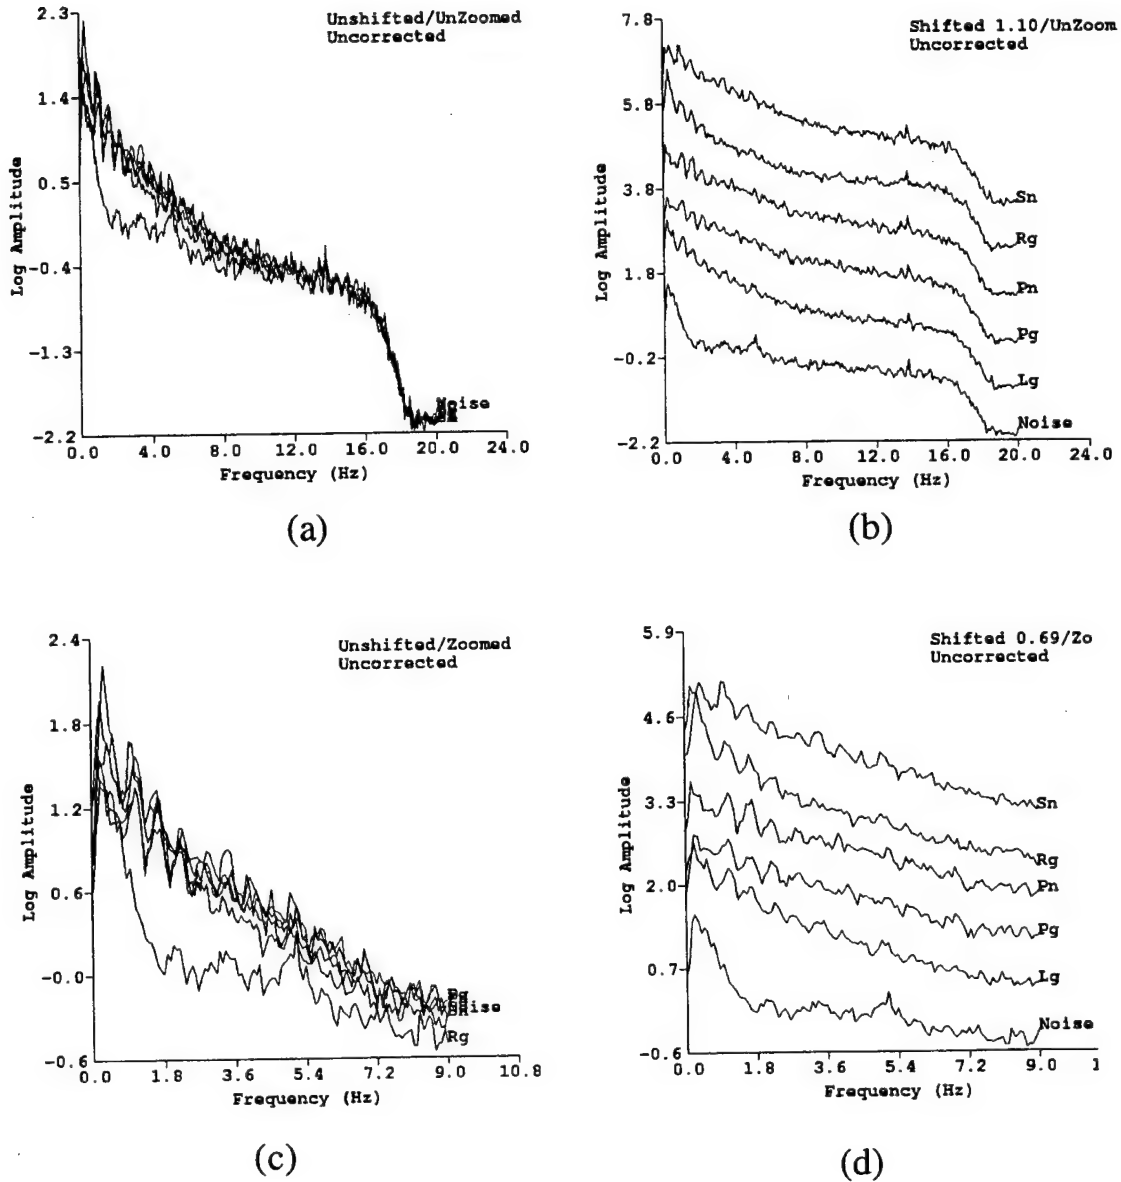 Unshifted/UnZoomed
Uncorrected
2.3
1.4
0.5
-0.4
-1.3
-2.2
Log Amplitude
Noise
0.0 4.0 8.0 12.0 16.0 20.0 24.0
Frequency (Hz)
(a)
Shifted 1.10/UnZoom
Uncorrected
7.8
5.8
3.8
1.8
-0.2
-2.2
Log Amplitude
Sn
Rg
Pn
Pg
Lg
Noise
0.0 4.0 8.0 12.0 16.0 20.0 24.0
Frequency (Hz)
(b)
Unshifted/Zoomed
Uncorrected
2.4
1.8
1.2
0.6
-0.0
-0.6
Log Amplitude
Rg
0.0 1.8 3.6 5.4 7.2 9.0 10.8
Frequency (Hz)
(c)
Shifted 0.69/Zo
Uncorrected
5.9
4.6
3.3
2.0
0.7
-0.6
Log Amplitude
Sn
Rg
Pn
Pg
Lg
Noise
0.0 1.8 3.6 5.4 7.2 9.0 1
Frequency (Hz)
(d)